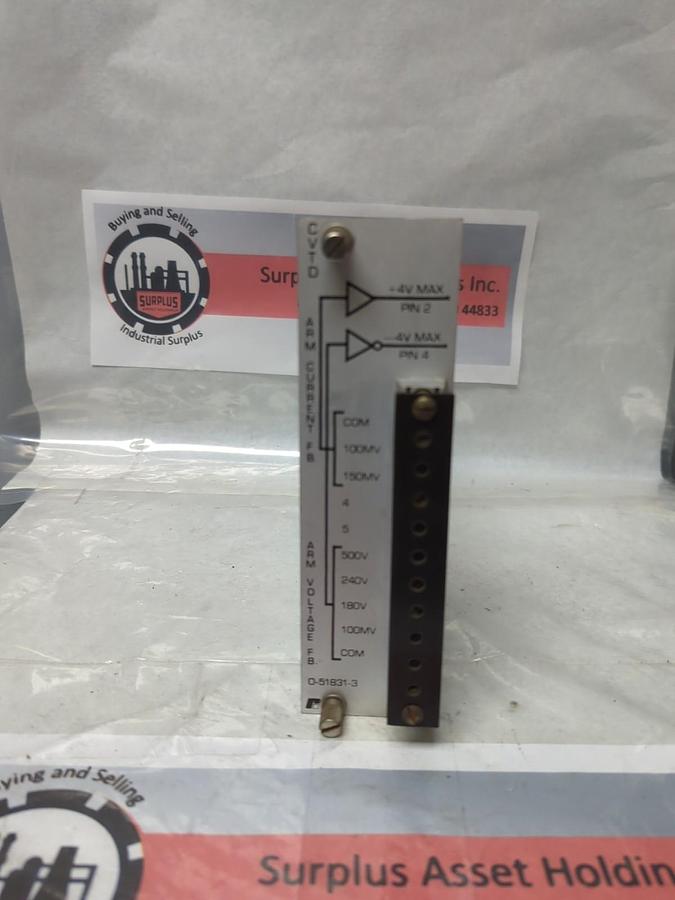 Buying and Selling
SURPLUS
Industrial Surplus
Surp
s Inc.
44833
CVTD
+4V MAX
PIN 2
-4V MAX
PIN 4
ARM CURRENT FB.
COM
100MV
150MV
4
5
ARM VOLTAGE FB.
500V
240V
180V
100MV
COM
O-51831-3
ying and Selling
Surplus Asset Holdin